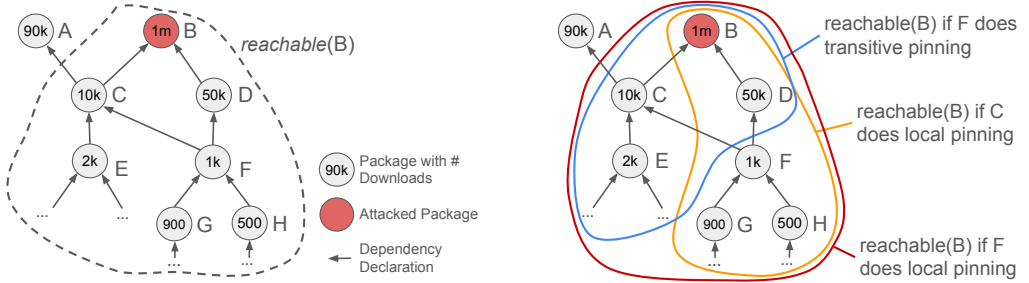 90k A
1m B
reachable(B)
10k C
50k D
2k E
1k F
... ...
900 G
500 H
... ...
90k Package with #
Downloads
Attacked Package
Dependency
Declaration
90k A
1m B
10k C
50k D
2k E
1k F
... ...
900 G
500 H
... ...
reachable(B) if F does
transitive pinning
reachable(B) if C
does local pinning
reachable(B) if F
does local pinning